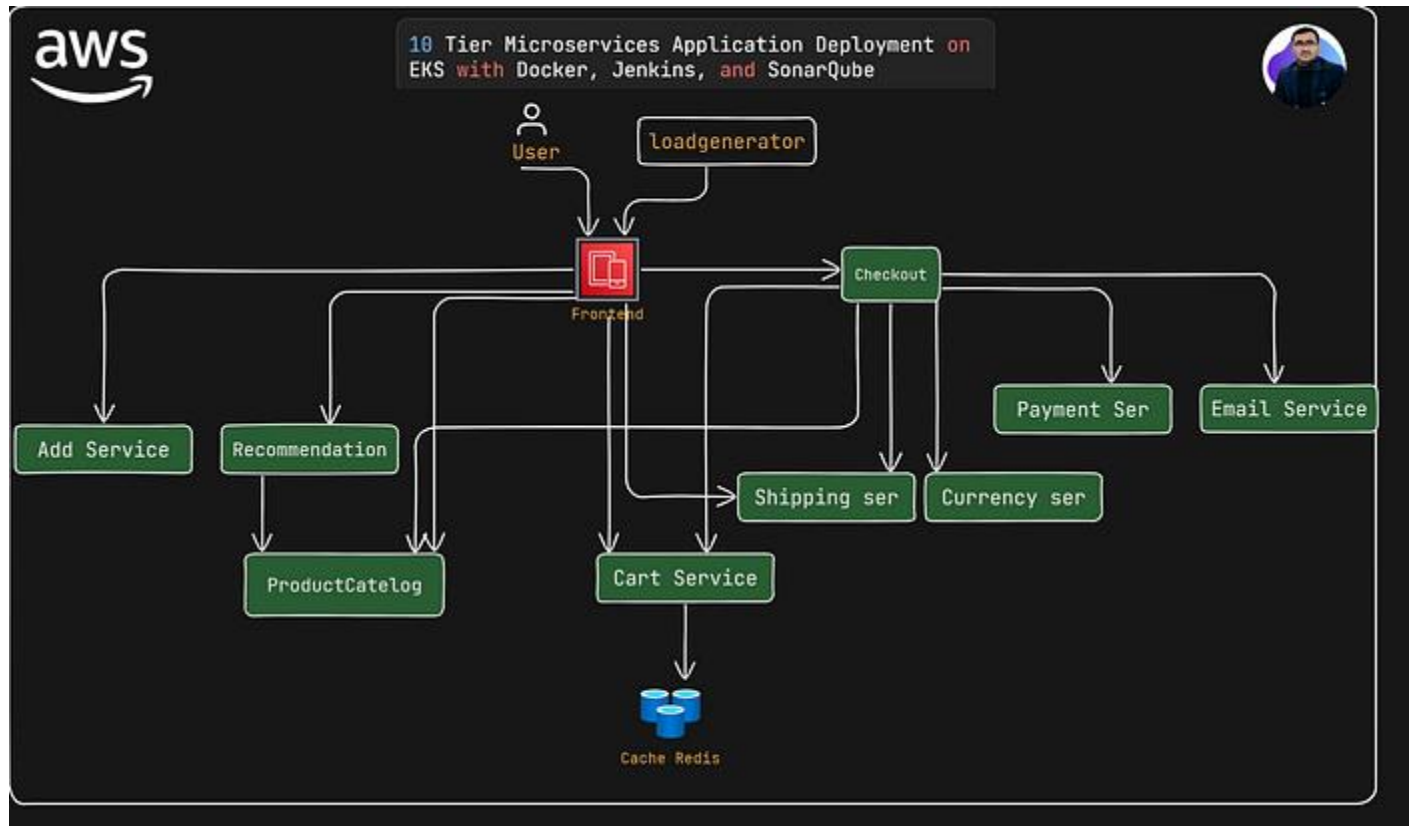 aws
10 Tier Microservices Application Deployment on
EKS with Docker, Jenkins, and SonarQube
User
loadgenerator
Frontend
Checkout
Add Service
Recommendation
Payment Ser
Email Service
Shipping ser
Currency ser
ProductCatelog
Cart Service
Cache Redis